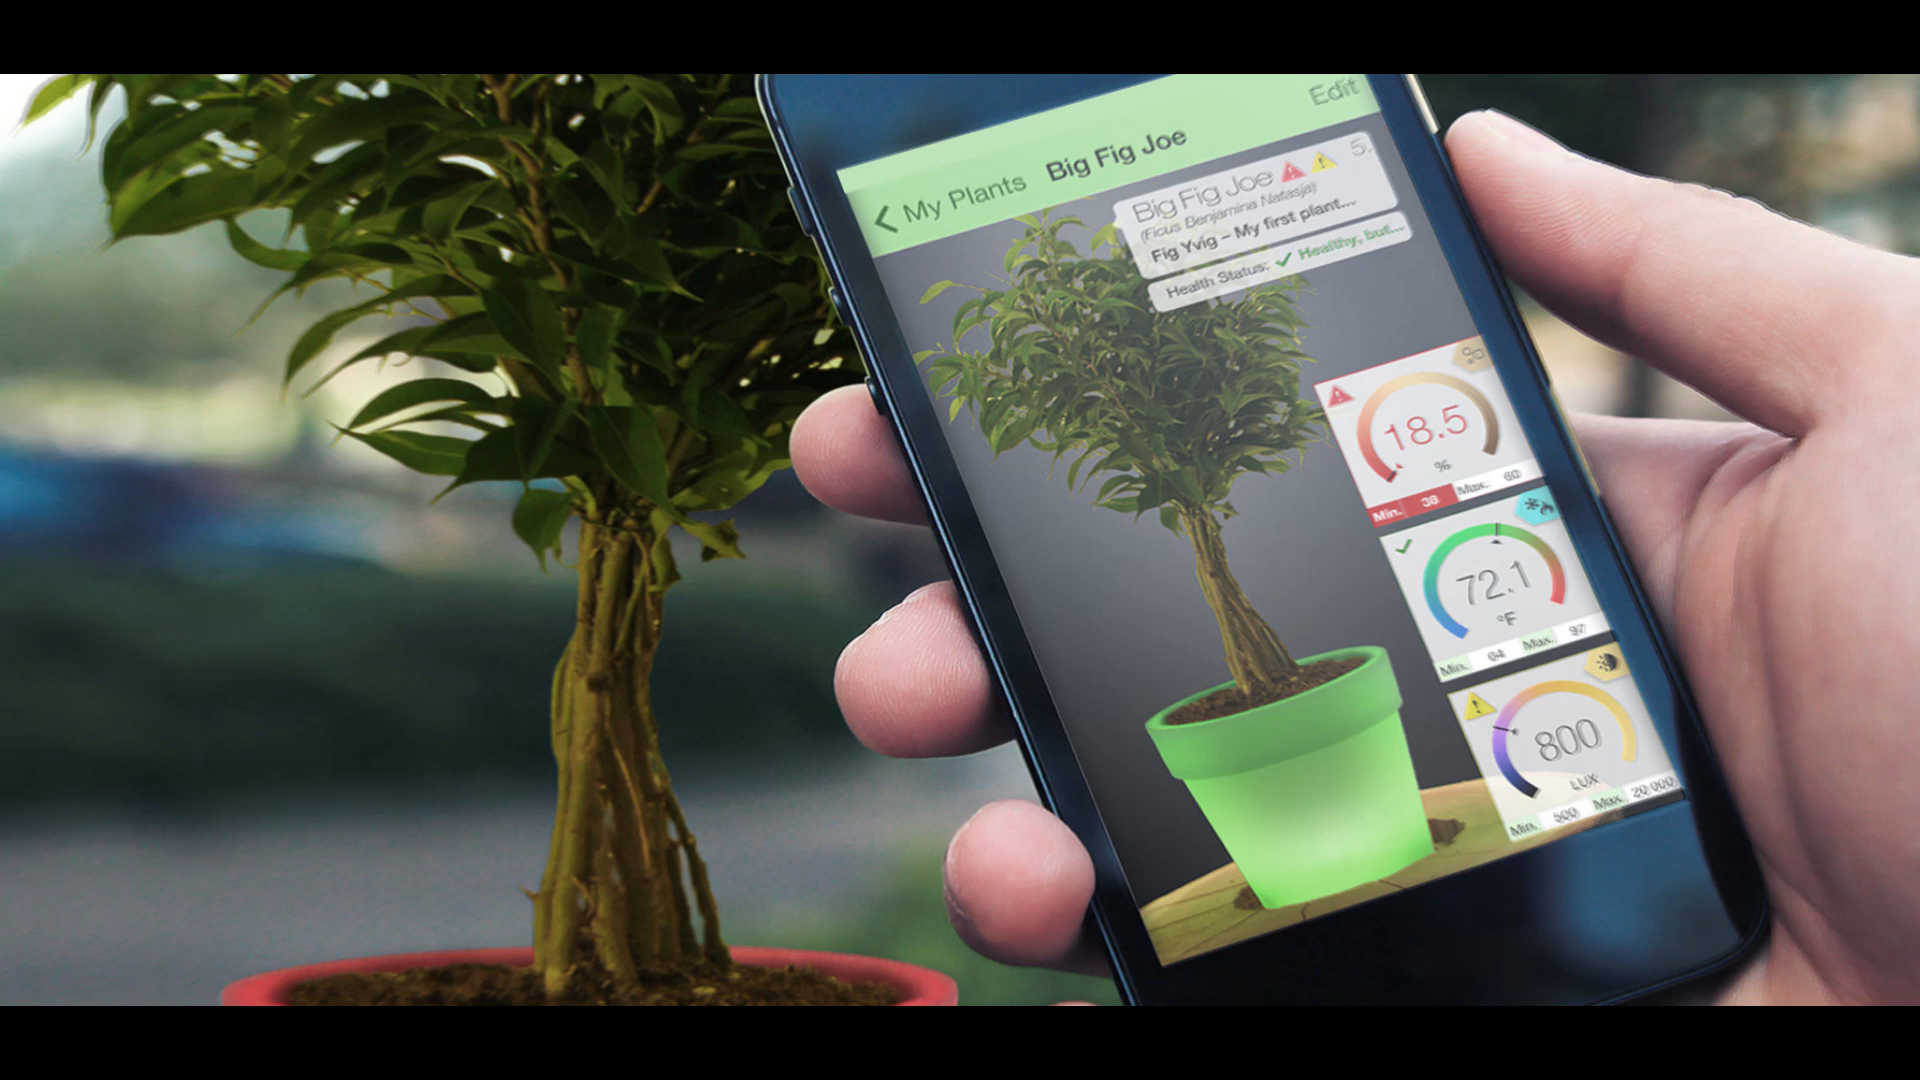 Edit
My Plants
Big Fig Joe
Big Fig Joe
5.
(Ficus Benjamina Natasja)
Fig Yvig – My first plant...
Health Status: ✓ Healthy, but...
%
18.5
%
Min. 38 Max. 60
72.1
°F
Min. 64 Max. 97
800
LUX
Min. 500 Max. 20 000